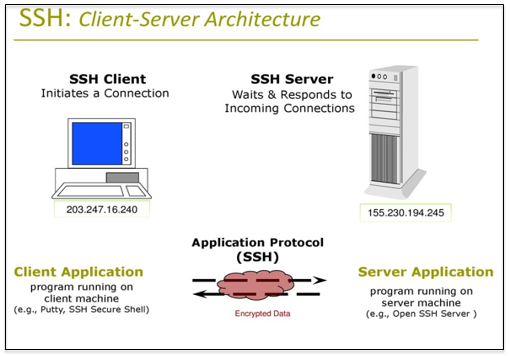 SSH: Client-Server Architecture
SSH Client
Initiates a Connection
SSH Server
Waits & Responds to
Incoming Connections
203.247.16.240
155.230.194.245
Application Protocol
(SSH)
Client Application
program running on
client machine
(e.g., Putty, SSH Secure Shell)
Encrypted Data
Server Application
program running on
server machine
(e.g., Open SSH Server )